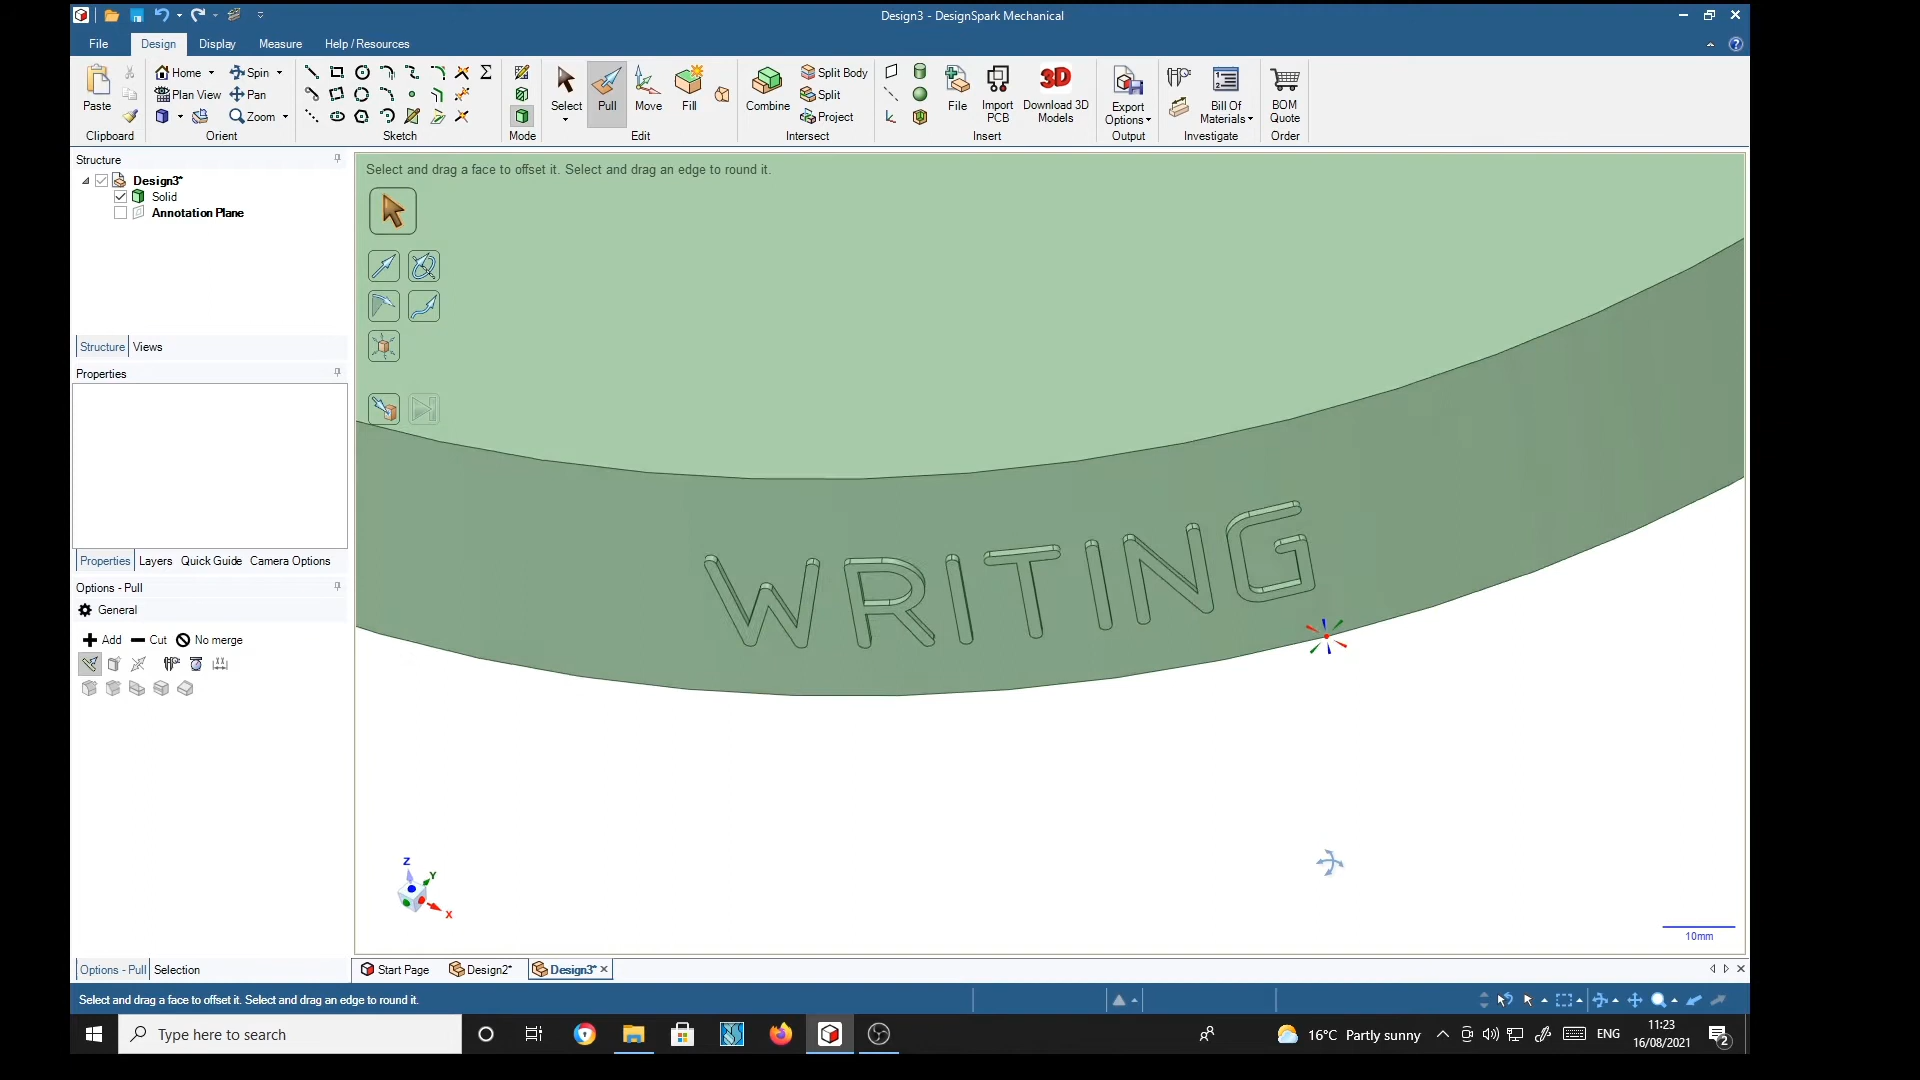 Design3 - DesignSpark Mechanical
File Design Display Measure Help / Resources
Paste
Clipboard
Home Spin
Plan View Pan
Zoom
Orient
Sketch
Mode
Select Pull Move Fill
Edit
Combine
Split Body
Split
Project
Intersect
File
Import PCB
3D
Download 3D Models
Insert
Export Options
Output
Bill Of Materials
Investigate
BOM Quote
Order
Structure
Design3*
Solid
Annotation Plane
Structure Views
Properties
Properties Layers Quick Guide Camera Options
Options - Pull
General
Add Cut No merge
Options - Pull Selection
Select and drag a face to offset it. Select and drag an edge to round it.
WRITING
Z
Y
X
10mm
Start Page Design2* Design3*
Select and drag a face to offset it. Select and drag an edge to round it.
Type here to search
16°C Partly sunny
ENG
11:23
16/08/2021
2